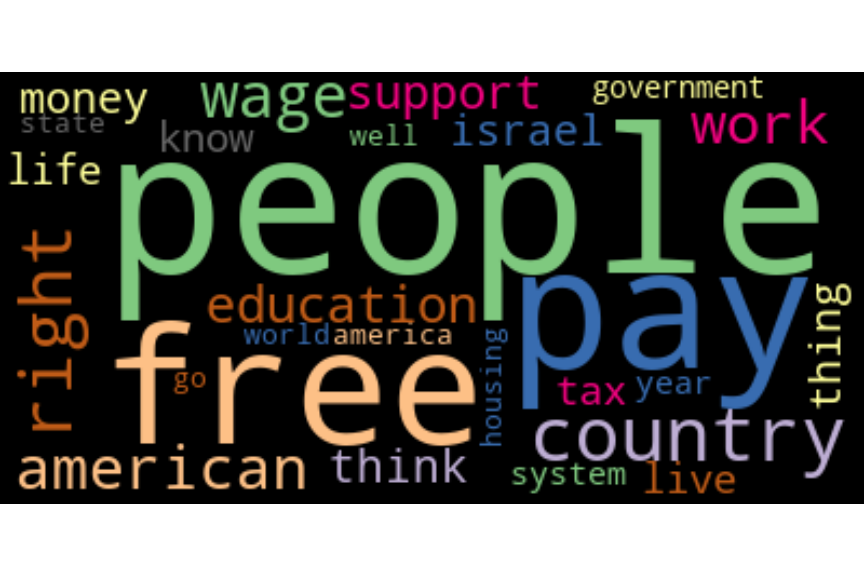 money
wage
support
government
state
know
well
israel
work
life
people
right
education
pay
thing
world
america
free
go
housing
tax
year
country
american
think
system
live